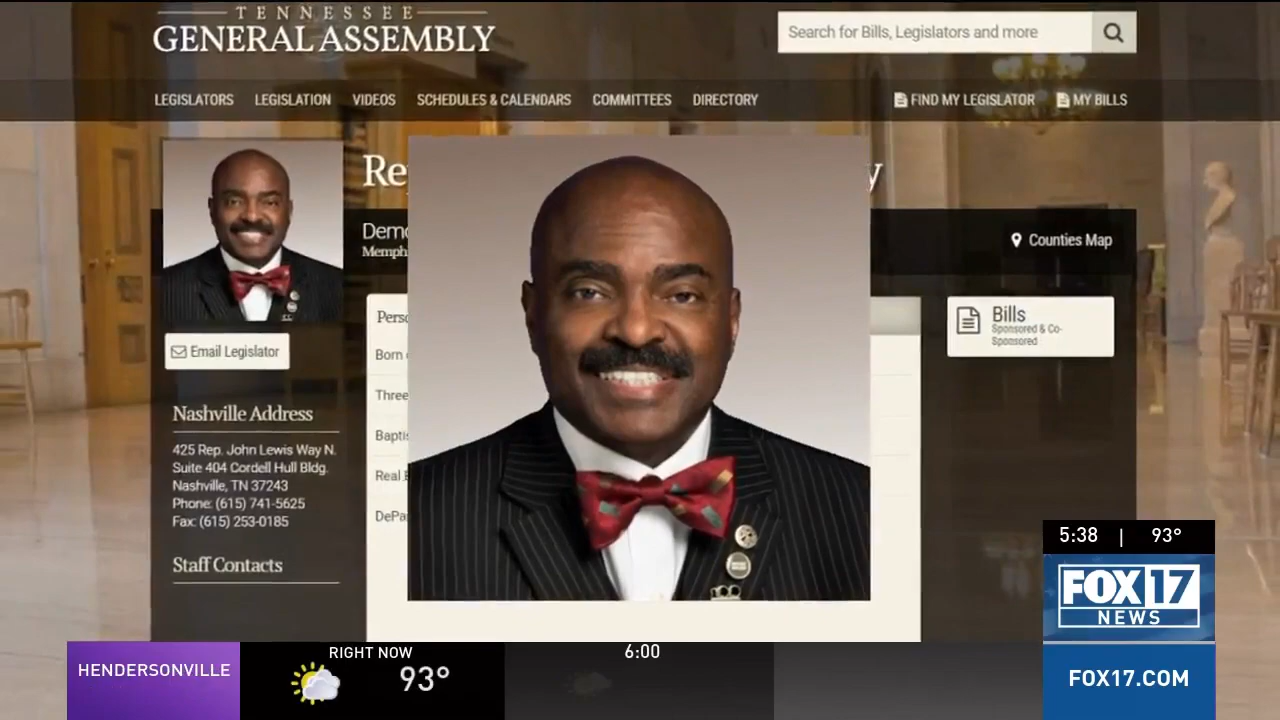 TENNESSEE
GENERAL ASSEMBLY
Search for Bills, Legislators and more
LEGISLATORS LEGISLATION VIDEOS SCHEDULES & CALENDARS COMMITTEES DIRECTORY FIND MY LEGISLATOR MY BILLS
Counties Map
Email Legislator
Bills
Sponsored & Co-
Sponsored
Born
Three
Real
Nashville Address
425 Rep. John Lewis Way N.
Suite 404 Cordell Hull Bldg.
Nashville, TN 37243
Phone: (615) 741-5625
Fax: (615) 253-0185
Staff Contacts
5:38 | 93°
FOX 17
NEWS
FOX17.COM
HENDERSONVILLE
RIGHT NOW
93°
6:00